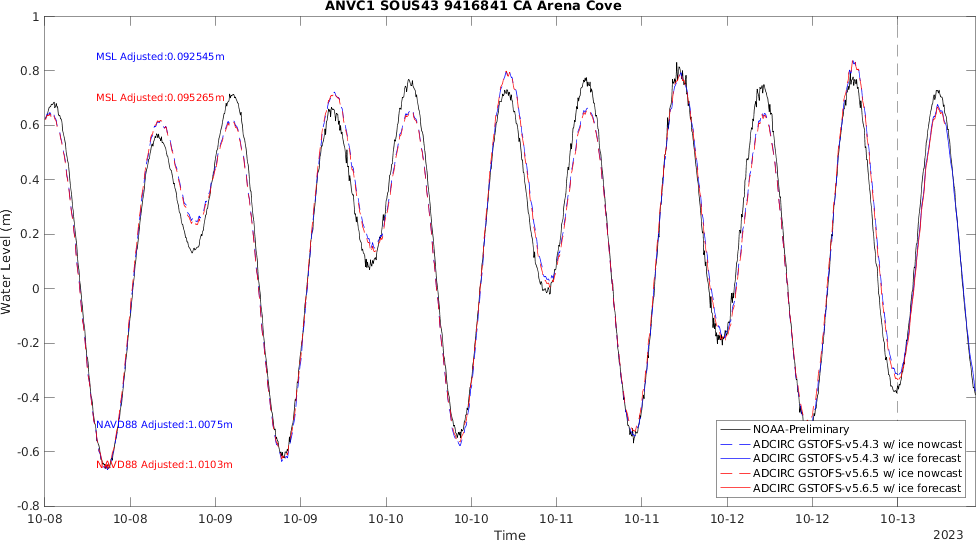 ANVC1 SOUS43 9416841 CA Arena Cove
1
0.8
0.6
0.4
0.2
0
-0.2
-0.4
-0.6
-0.8
Water Level (m)
MSL Adjusted:0.092545m
MSL Adjusted:0.095265m
NAVD88 Adjusted:1.0075m
NAVD88 Adjusted:1.0103m
NOAA-Preliminary
ADCIRC GSTOFS-v5.4.3 w/ ice nowcast
ADCIRC GSTOFS-v5.4.3 w/ ice forecast
ADCIRC GSTOFS-v5.6.5 w/ ice nowcast
ADCIRC GSTOFS-v5.6.5 w/ ice forecast
10-08 10-08 10-09 10-09 10-10 10-10 10-11 10-11 10-12 10-12 10-13
Time
2023